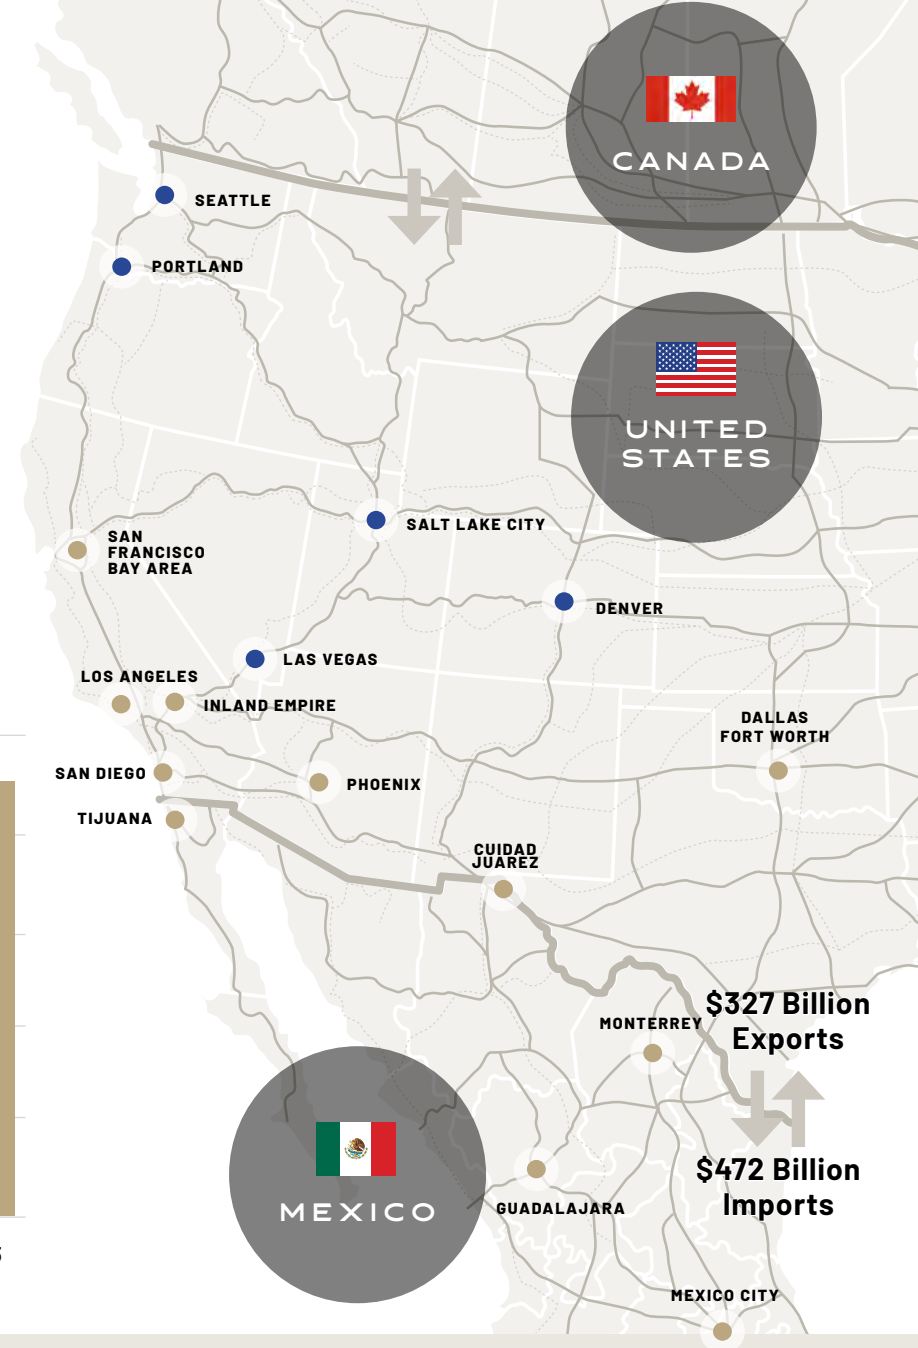 CANADA
SEATTLE
PORTLAND
UNITED
STATES
SALT LAKE CITY
SAN
FRANCISCO
BAY AREA
DENVER
LAS VEGAS
LOS ANGELES
INLAND EMPIRE
DALLAS
FORT WORTH
SAN DIEGO
PHOENIX
TIJUANA
CUIDAD
JUAREZ
$327 Billion
Exports
MONTERREY
$472 Billion
Imports
MEXICO
GUADALAJARA
MEXICO CITY